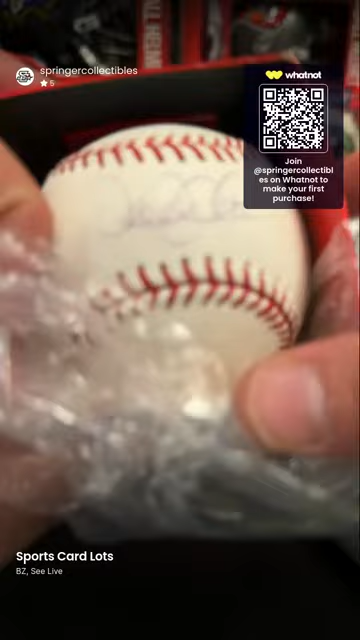 springercollectibles
★ 5
whatnot
Join
@springercollectibl
es on Whatnot to
make your first
purchase!
Sports Card Lots
BZ, See Live